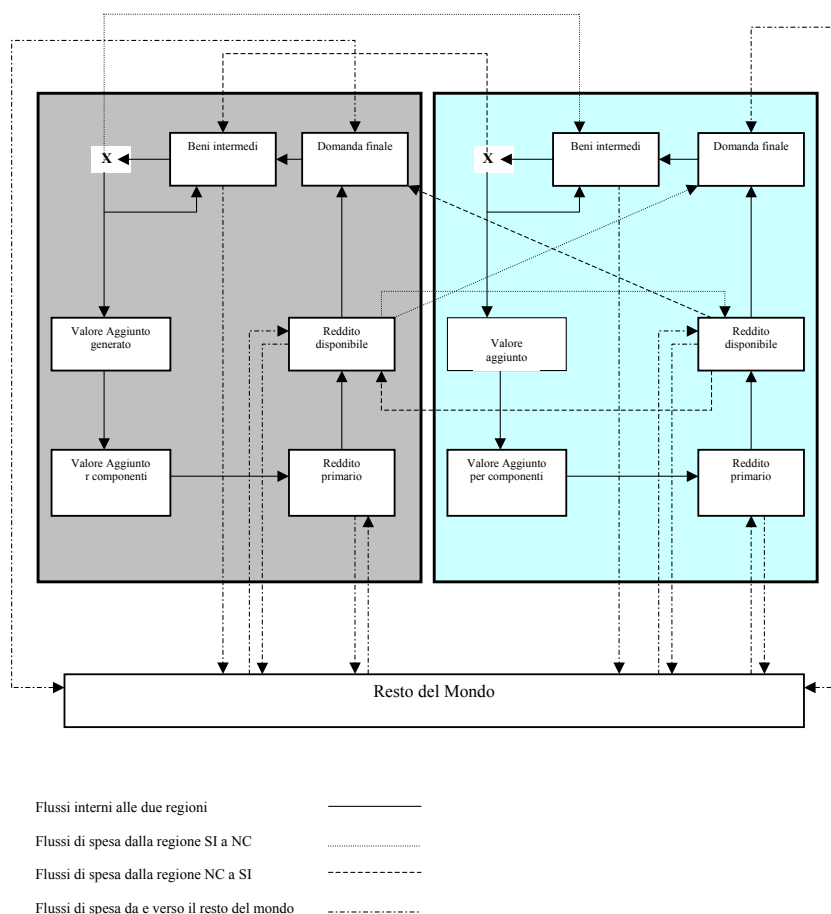 X
Beni intermedi
Domanda finale
X
Beni intermedi
Domanda finale
Valore Aggiunto
generato
Reddito
disponibile
Valore
aggiunto
Reddito
disponibile
Valore Aggiunto
r componenti
Reddito
primario
Valore Aggiunto
per componenti
Reddito
primario
Resto del Mondo
Flussi interni alle due regioni
Flussi di spesa dalla regione SI a NC
Flussi di spesa dalla regione NC a SI
Flussi di spesa da e verso il resto del mondo